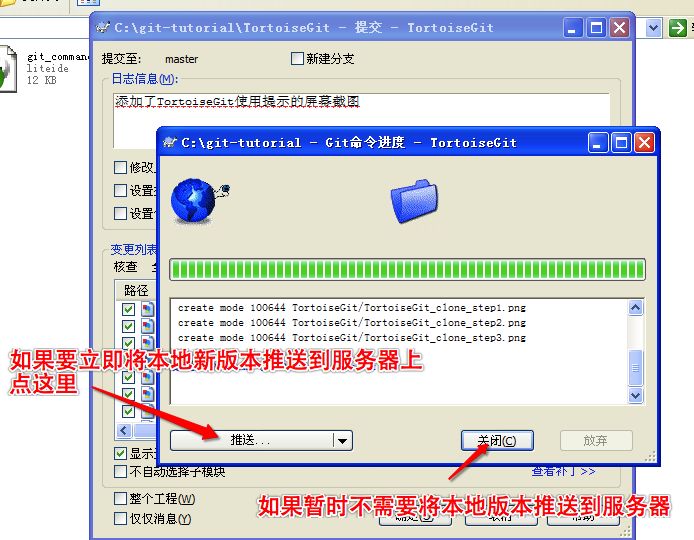 C:\git-tutorial\TortoiseGit - 提交 - TortoiseGit
git_comman
liteide
12 KB
提交至: master 新建分支
日志信息(M):
添加了TortoiseGit使用提示的屏幕截图
C:\git-tutorial - Git命令进度 - TortoiseGit
修改
设置
设置
变更列表
核查
路径
create mode 100644 TortoiseGit/TortoiseGit_clone_step1.png
create mode 100644 TortoiseGit/TortoiseGit_clone_step2.png
create mode 100644 TortoiseGit/TortoiseGit_clone_step3.png
如果要立即将本地新版本推送到服务器上
点这里
推送... 关闭(C) 放弃
显示
不自动选择子模块 查看补丁>>
如果暂时不需要将本地版本推送到服务器
整个工程(W)
仅仅消息(Y)